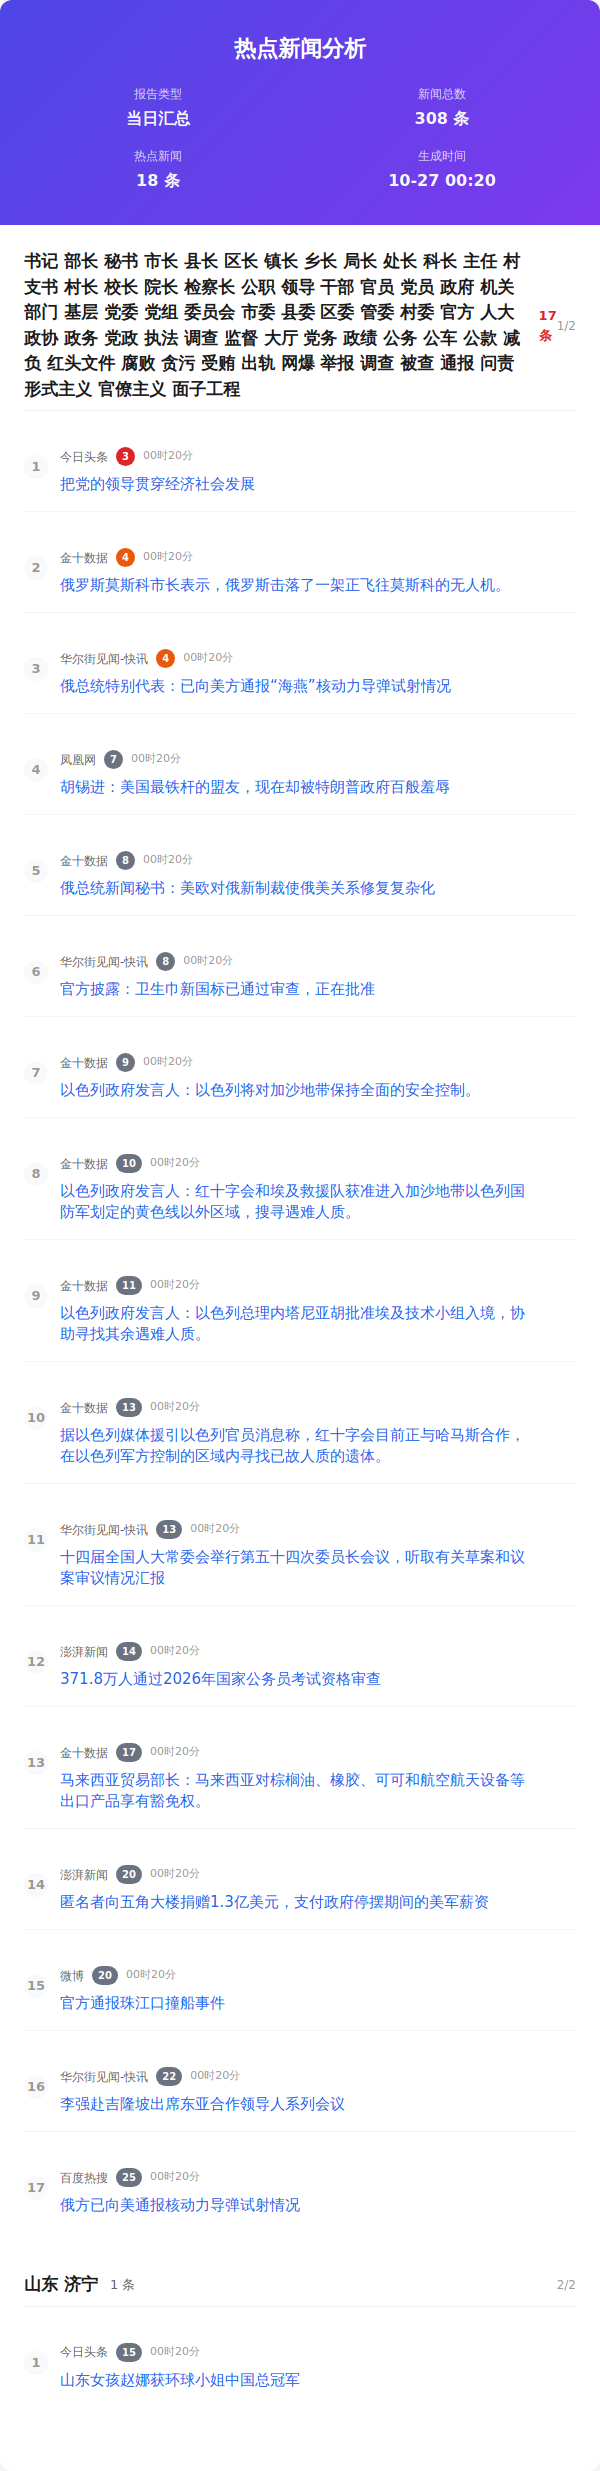 热点新闻分析
报告类型
当日汇总
新闻总数
308 条
热点新闻
18 条
生成时间
10-27 00:20
书记 部长 秘书 市长 县长 区长 镇长 乡长 局长 处长 科长 主任 村
支书 村长 校长 院长 检察长 公职 领导 干部 官员 党员 政府 机关
部门 基层 党委 党组 委员会 市委 县委 区委 管委 村委 官方 人大
政协 政务 党政 执法 调查 监督 大厅 党务 政绩 公务 公车 公款 减
负 红头文件 腐败 贪污 受贿 出轨 网爆 举报 调查 被查 通报 问责
形式主义 官僚主义 面子工程
17
条
1/2
1
今日头条 3 00时20分
把党的领导贯穿经济社会发展
2
金十数据 4 00时20分
俄罗斯莫斯科市长表示，俄罗斯击落了一架正飞往莫斯科的无人机。
3
华尔街见闻-快讯 4 00时20分
俄总统特别代表：已向美方通报“海燕”核动力导弹试射情况
4
凤凰网 7 00时20分
胡锡进：美国最铁杆的盟友，现在却被特朗普政府百般羞辱
5
金十数据 8 00时20分
俄总统新闻秘书：美欧对俄新制裁使俄美关系修复复杂化
6
华尔街见闻-快讯 8 00时20分
官方披露：卫生巾新国标已通过审查，正在批准
7
金十数据 9 00时20分
以色列政府发言人：以色列将对加沙地带保持全面的安全控制。
8
金十数据 10 00时20分
以色列政府发言人：红十字会和埃及救援队获准进入加沙地带以色列国
防军划定的黄色线以外区域，搜寻遇难人质。
9
金十数据 11 00时20分
以色列政府发言人：以色列总理内塔尼亚胡批准埃及技术小组入境，协
助寻找其余遇难人质。
10
金十数据 13 00时20分
据以色列媒体援引以色列官员消息称，红十字会目前正与哈马斯合作，
在以色列军方控制的区域内寻找已故人质的遗体。
11
华尔街见闻-快讯 13 00时20分
十四届全国人大常委会举行第五十四次委员长会议，听取有关草案和议
案审议情况汇报
12
澎湃新闻 14 00时20分
371.8万人通过2026年国家公务员考试资格审查
13
金十数据 17 00时20分
马来西亚贸易部长：马来西亚对棕榈油、橡胶、可可和航空航天设备等
出口产品享有豁免权。
14
澎湃新闻 20 00时20分
匿名者向五角大楼捐赠1.3亿美元，支付政府停摆期间的美军薪资
15
微博 20 00时20分
官方通报珠江口撞船事件
16
华尔街见闻-快讯 22 00时20分
李强赴吉隆坡出席东亚合作领导人系列会议
17
百度热搜 25 00时20分
俄方已向美通报核动力导弹试射情况
山东 济宁 1 条 2/2
1
今日头条 15 00时20分
山东女孩赵娜获环球小姐中国总冠军